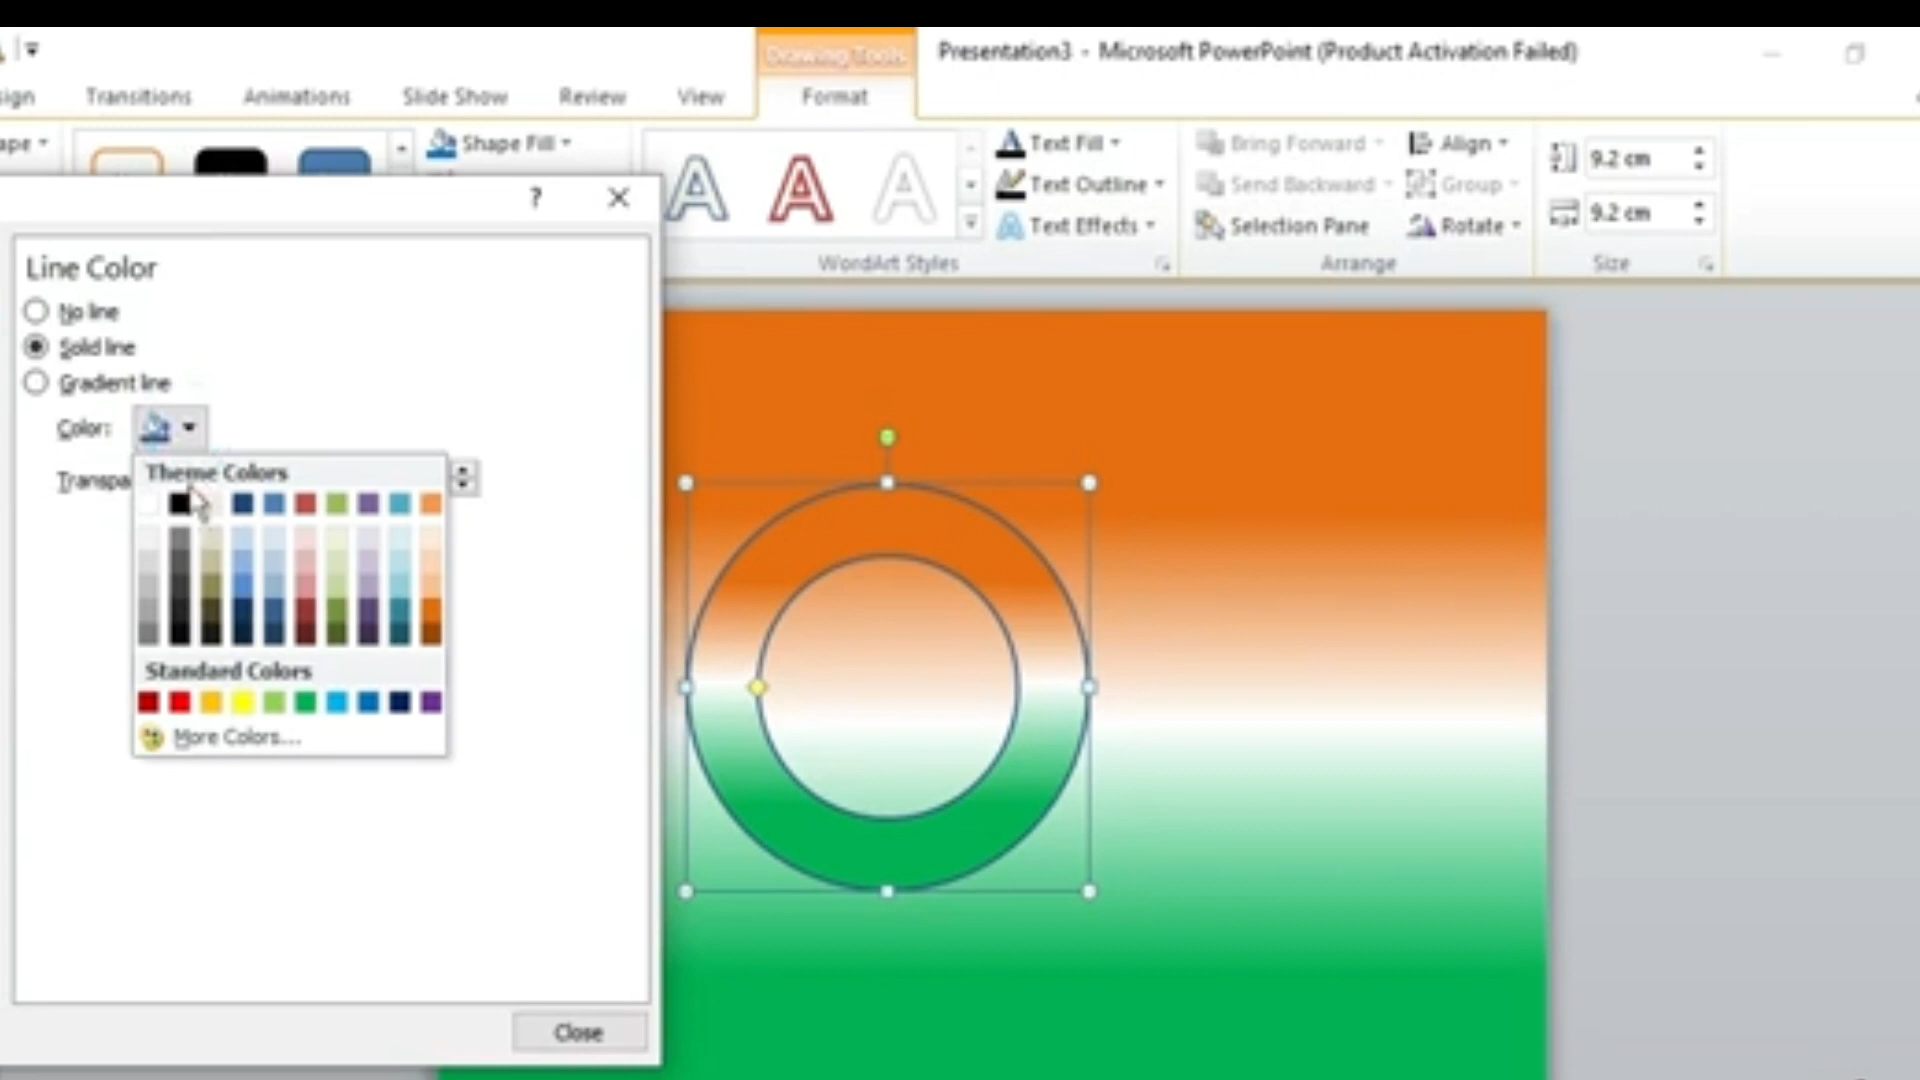 Drawing Tools
Presentation3 - Microsoft PowerPoint (Product Activation Failed)
sign Transitions Animations Slide Show Review View Format
ape Shape Fill Text Fill Bring Forward Align 9.2 cm
Text Outline Send Backward Group
Text Effects Selection Pane Rotate 9.2 cm
WordArt Styles Arrange Size
?
Line Color
No line
Solid line
Gradient line
Color:
Theme Colors
Transpa
Standard Colors
More Colors...
Close